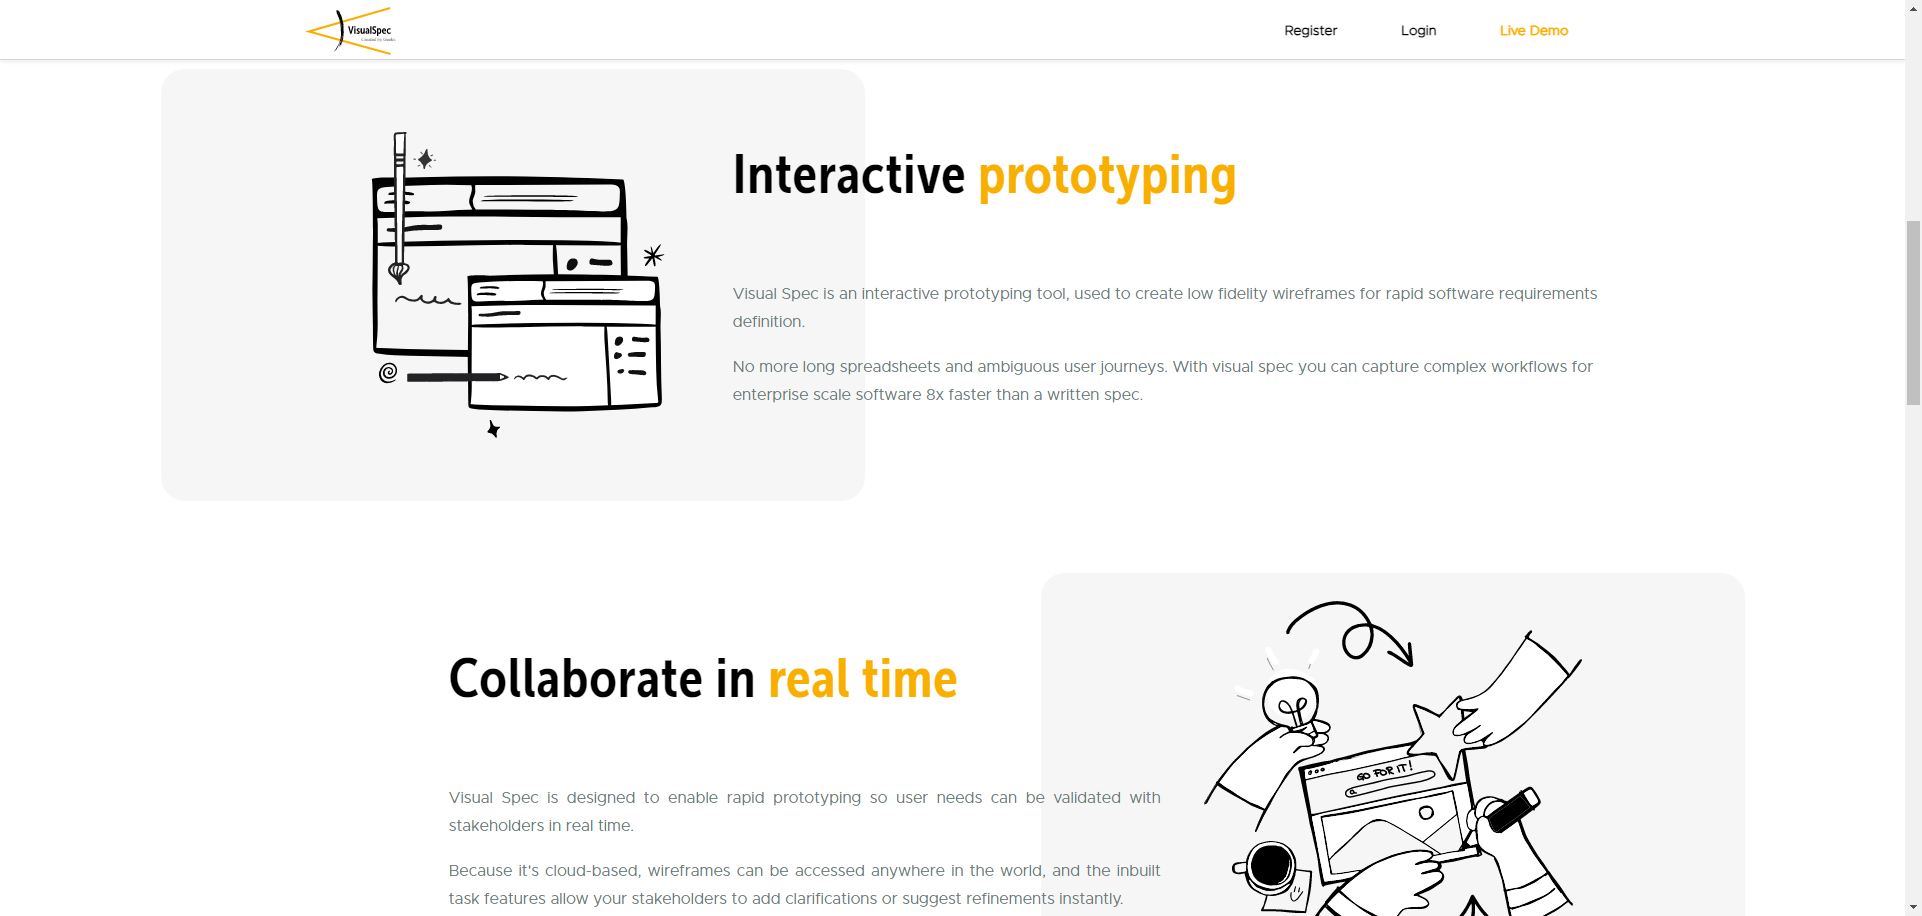 VisualSpec
Register
Login
Live Demo
Interactive prototyping
Visual Spec is an interactive prototyping tool, used to create low fidelity wireframes for rapid software requirements
definition.
No more long spreadsheets and ambiguous user journeys. With visual spec you can capture complex workflows for
enterprise scale software 8x faster than a written spec.
Collaborate in real time
Visual Spec is designed to enable rapid prototyping so user needs can be validated with
stakeholders in real time.
Because it's cloud-based, wireframes can be accessed anywhere in the world, and the inbuilt
task features allow your stakeholders to add clarifications or suggest refinements instantly.
GO FOR IT!